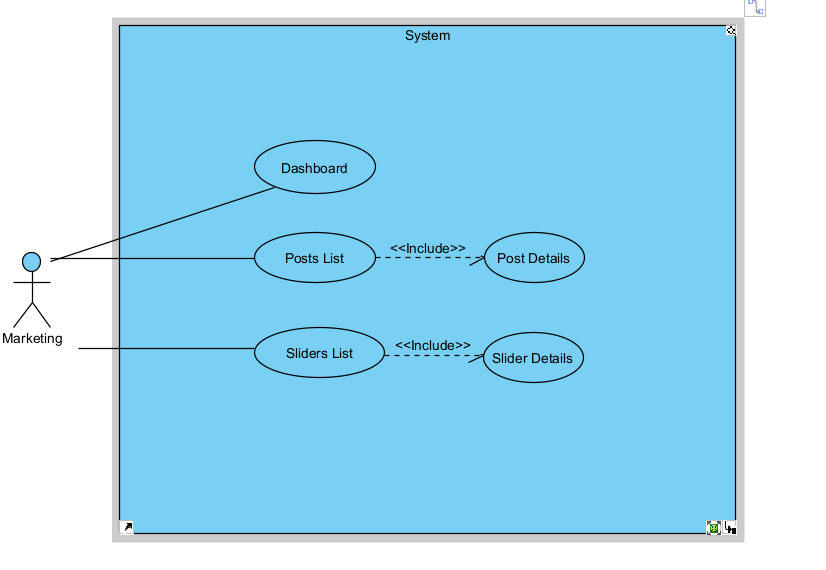 System
Dashboard
Posts List
<<Include>>
Post Details
Marketing
Sliders List
<<Include>>
Slider Details